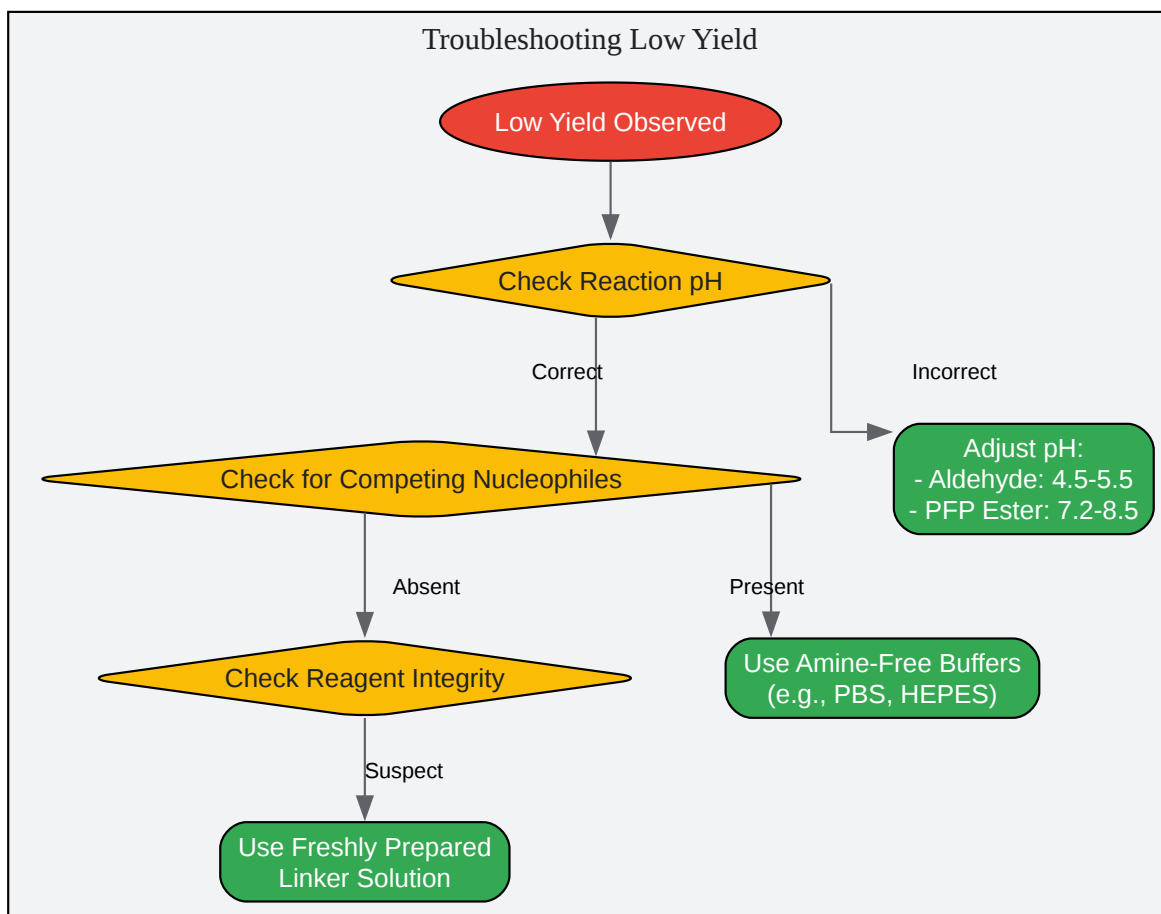 Troubleshooting Low Yield
Low Yield Observed
Check Reaction pH
Correct
Incorrect
Adjust pH:
- Aldehyde: 4.5-5.5
- PFP Ester: 7.2-8.5
Check for Competing Nucleophiles
Absent
Present
Check Reagent Integrity
Use Amine-Free Buffers
(e.g., PBS, HEPES)
Suspect
Use Freshly Prepared
Linker Solution